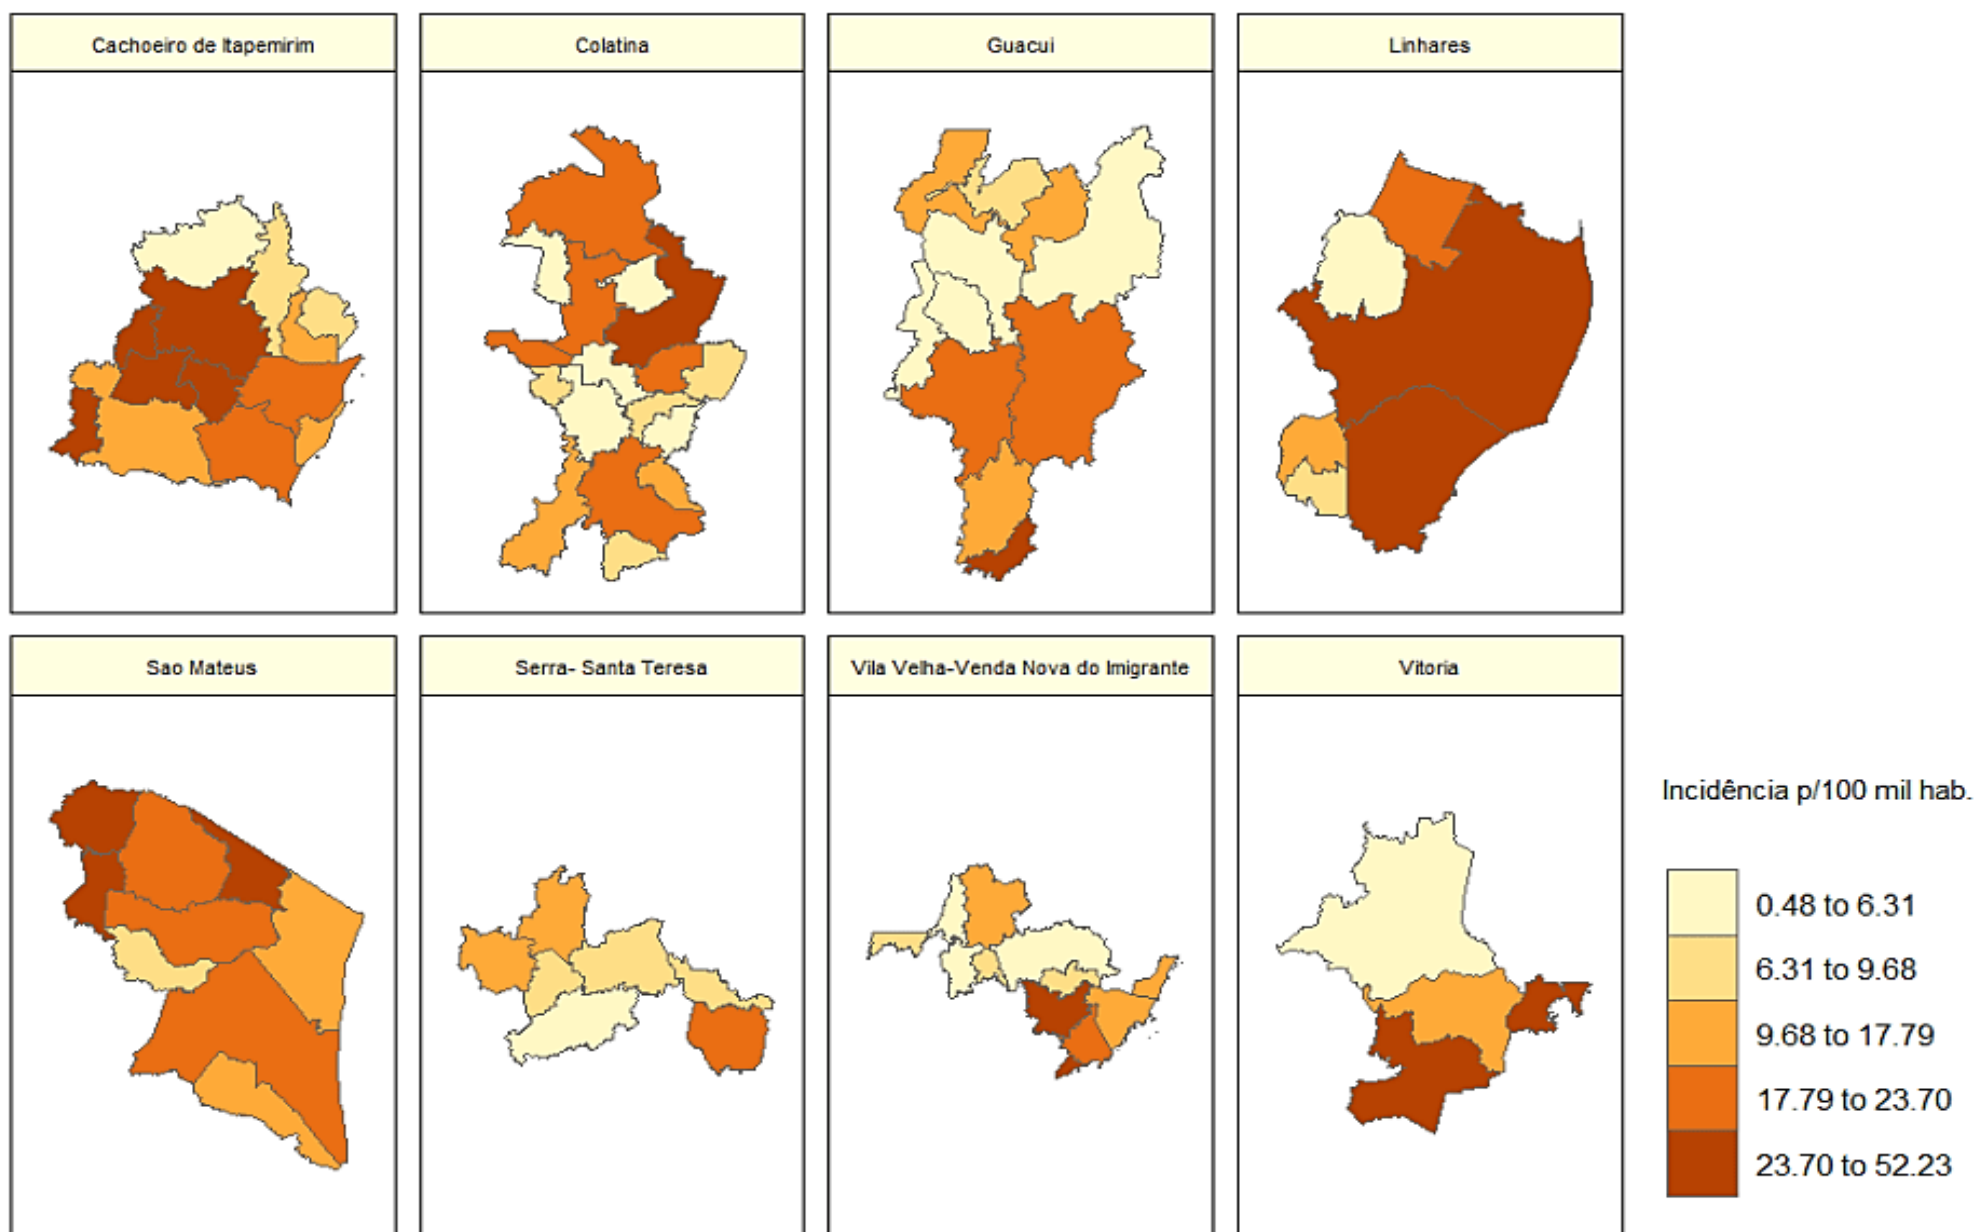 Cachoeiro de Itapemirim
Colatina
Guacui
Linhares
Sao Mateus
Serra- Santa Teresa
Vila Velha-Venda Nova do Imigrante
Vitoria
Incidência p/100 mil hab.
0.48 to 6.31
6.31 to 9.68
9.68 to 17.79
17.79 to 23.70
23.70 to 52.23